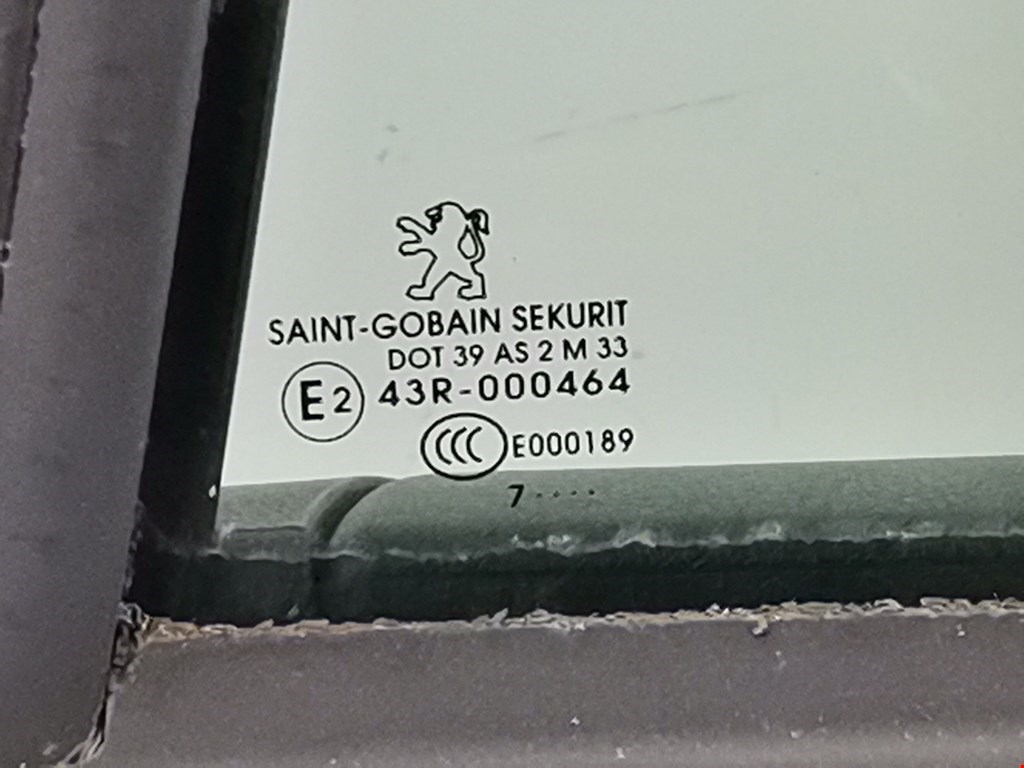 SAINT-GOBAIN SEKURIT
DOT 39 AS 2 M 33
E2 43R-000464
CCC E000189
7 ....